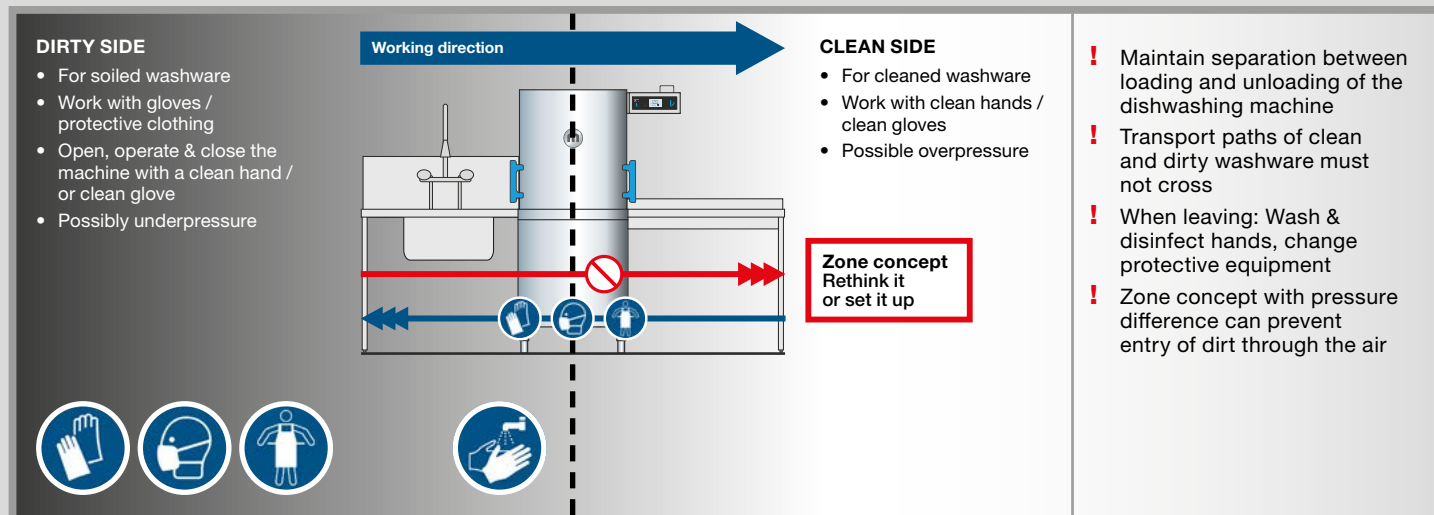 DIRTY SIDE
• For soiled washware
• Work with gloves /
protective clothing
• Open, operate & close the
machine with a clean hand /
or clean glove
• Possibly underpressure
Working direction
m
CLEAN SIDE
• For cleaned washware
• Work with clean hands /
clean gloves
• Possible overpressure
Zone concept
Rethink it
or set it up
! Maintain separation between
loading and unloading of the
dishwashing machine
! Transport paths of clean
and dirty washware must
not cross
! When leaving: Wash &
disinfect hands, change
protective equipment
! Zone concept with pressure
difference can prevent
entry of dirt through the air